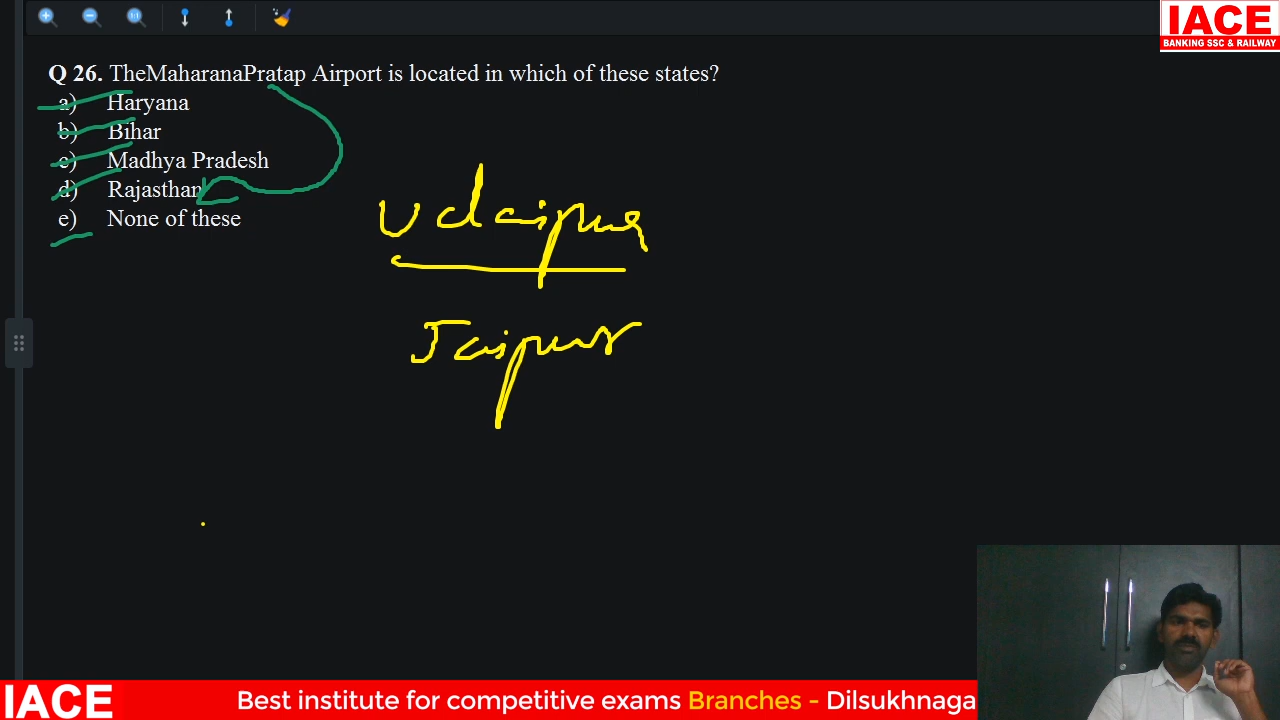 IACE
BANKING SSC & RAILWAY
Q 26. TheMaharanaPratap Airport is located in which of these states?
a) Haryana
b) Bihar
c) Madhya Pradesh
d) Rajasthan
e) None of these
Udaipur
Jaipur
IACE
Best institute for competitive exams Branches - Dilsukhnaga